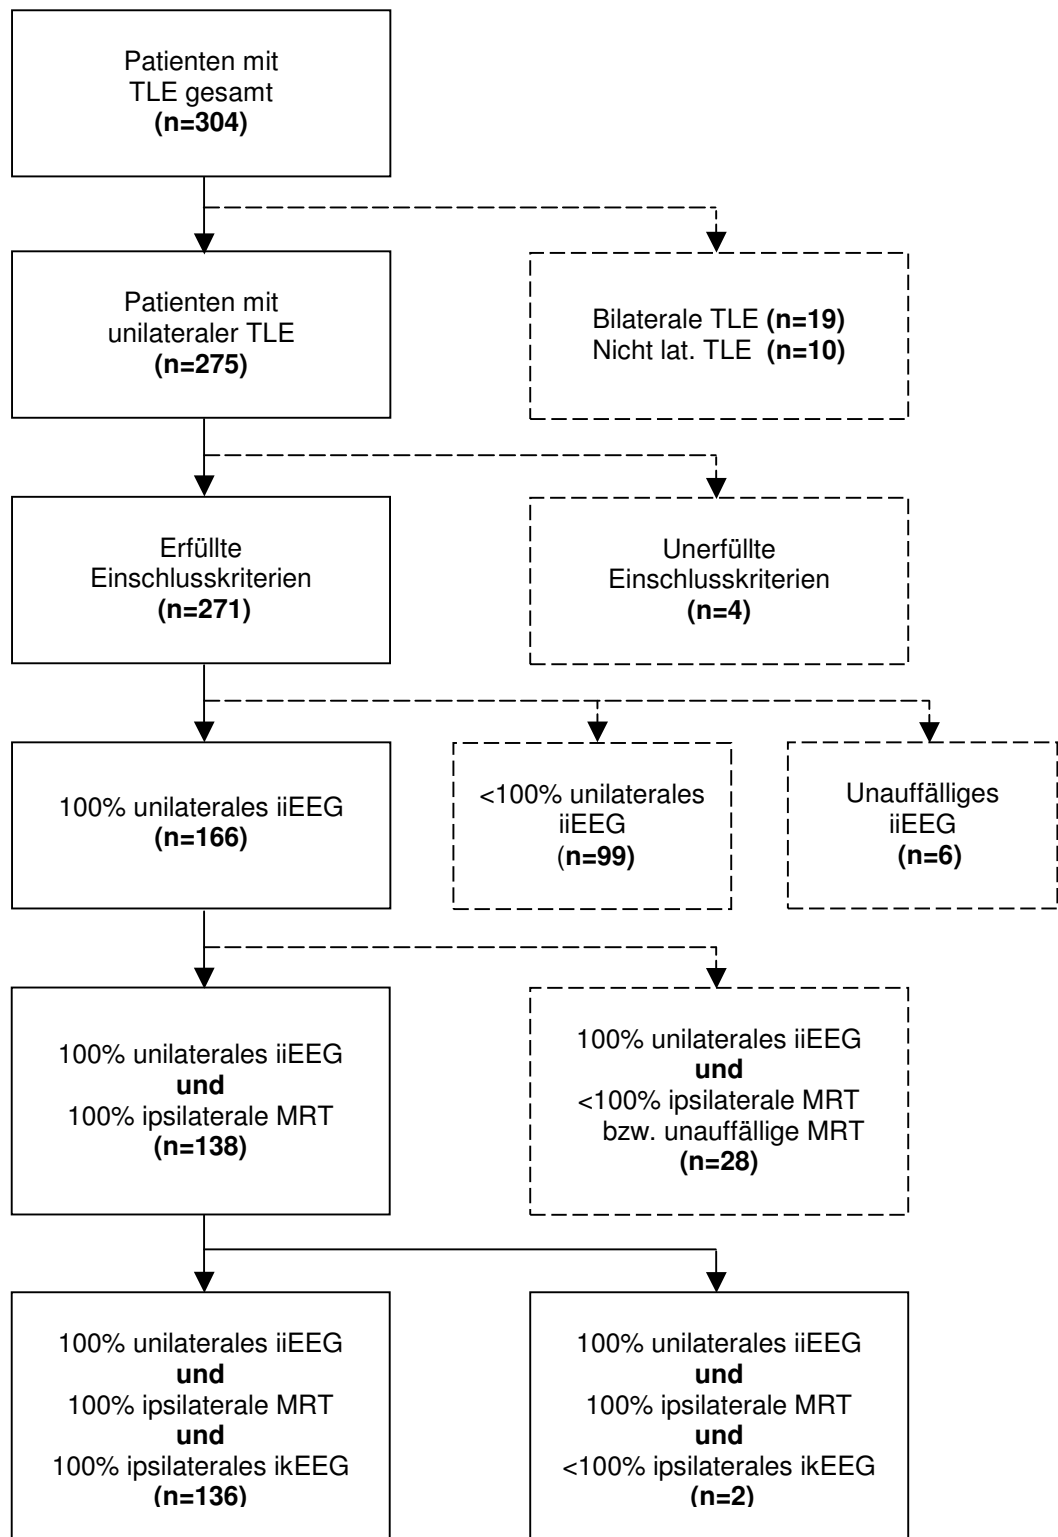 Patienten mit
TLE gesamt
(n=304)
Patienten mit
unilateraler TLE
(n=275)
Bilaterale TLE (n=19)
Nicht lat. TLE (n=10)
Erfüllte
Einschlusskriterien
(n=271)
Unerfüllte
Einschlusskriterien
(n=4)
100% unilaterales iiEEG
(n=166)
<100% unilaterales
iiEEG
(n=99)
Unauffälliges
iiEEG
(n=6)
100% unilaterales iiEEG
und
100% ipsilaterale MRT
(n=138)
100% unilaterales iiEEG
und
<100% ipsilaterale MRT
bzw. unauffällige MRT
(n=28)
100% unilaterales iiEEG
und
100% ipsilaterale MRT
und
100% ipsilaterales ikEEG
(n=136)
100% unilaterales iiEEG
und
100% ipsilaterale MRT
und
<100% ipsilaterales ikEEG
(n=2)